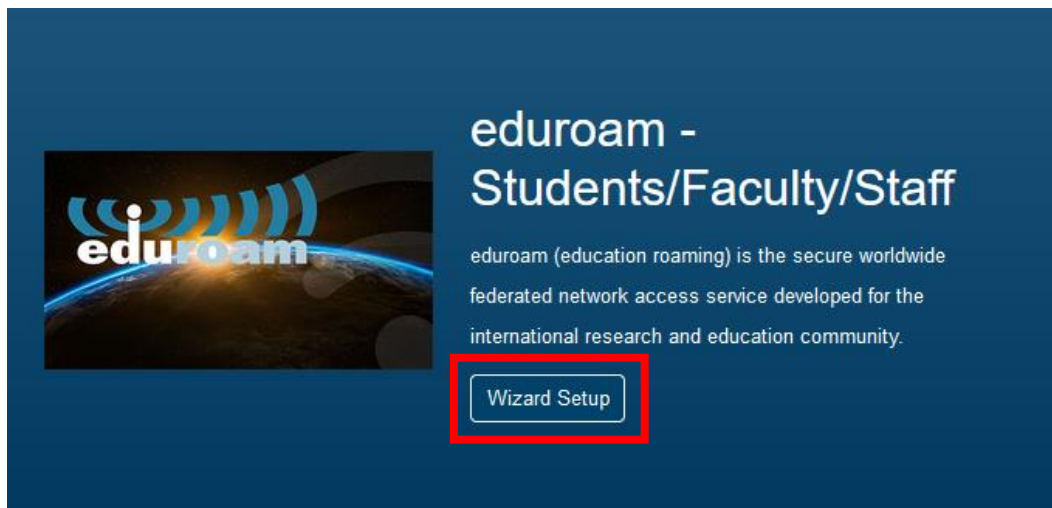 eduroam
eduroam -
Students/Faculty/Staff
eduroam (education roaming) is the secure worldwide
federated network access service developed for the
international research and education community.
Wizard Setup